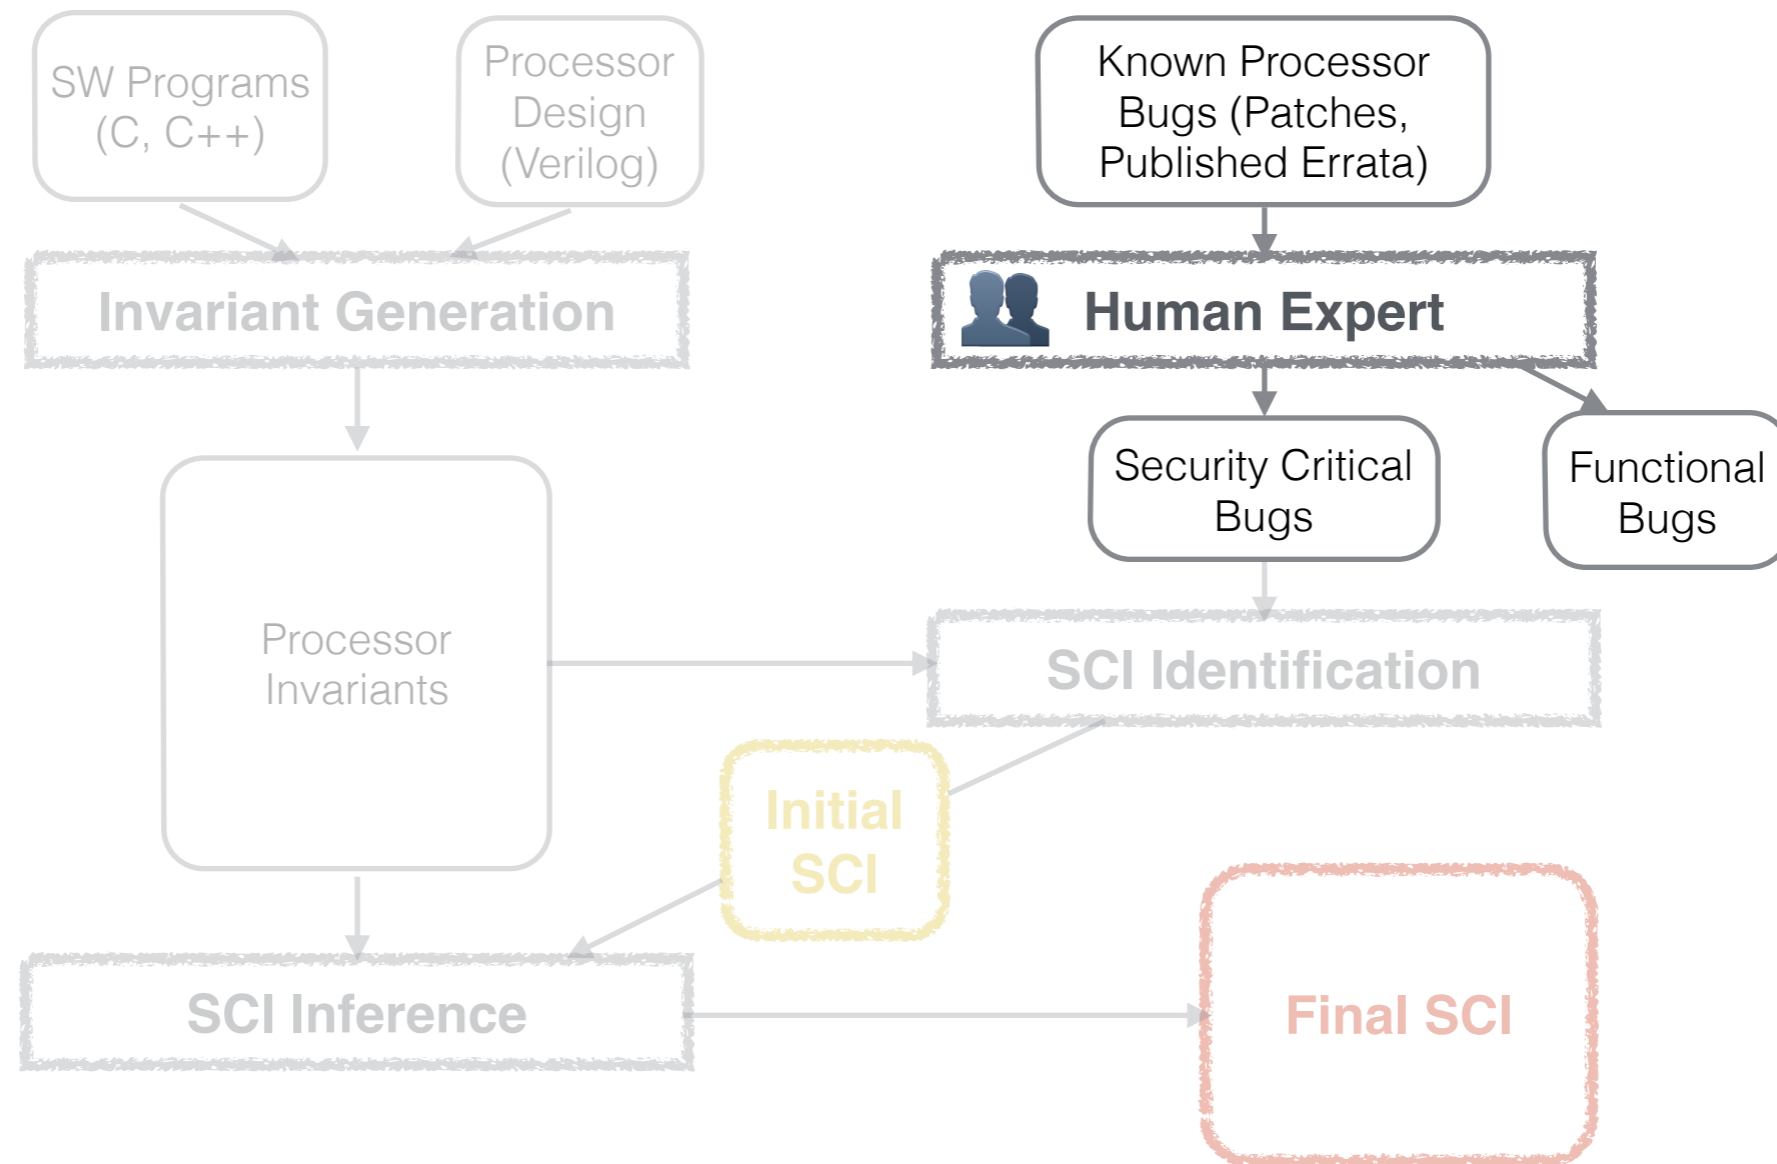 SW Programs
(C, C++)
Processor
Design
(Verilog)
Known Processor
Bugs (Patches,
Published Errata)
Invariant Generation
Human Expert
Security Critical
Bugs
Functional
Bugs
Processor
Invariants
SCI Identification
Initial
SCI
SCI Inference
Final SCI